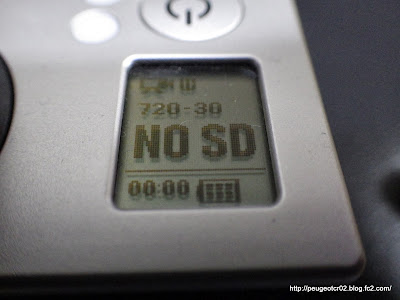 W
720-30
NO SD
00:00
http://peugeotcr02.blog.fc2.com/